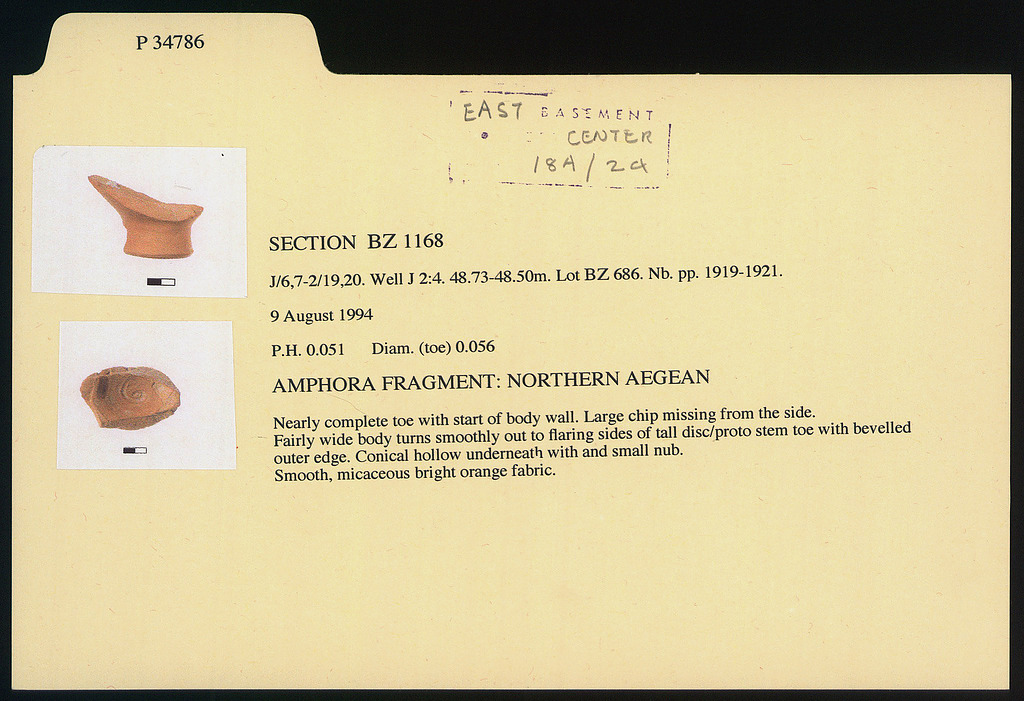 P 34786
EAST BASEMENT
CENTER
18A/24
SECTION BZ 1168
J/6,7-2/19,20. Well J 2:4. 48.73-48.50m. Lot BZ 686. Nb. pp. 1919-1921.
9 August 1994
P.H. 0.051 Diam. (toe) 0.056
AMPHORA FRAGMENT: NORTHERN AEGEAN
Nearly complete toe with start of body wall. Large chip missing from the side.
Fairly wide body turns smoothly out to flaring sides of tall disc/proto stem toe with bevelled
outer edge. Conical hollow underneath with and small nub.
Smooth, micaceous bright orange fabric.